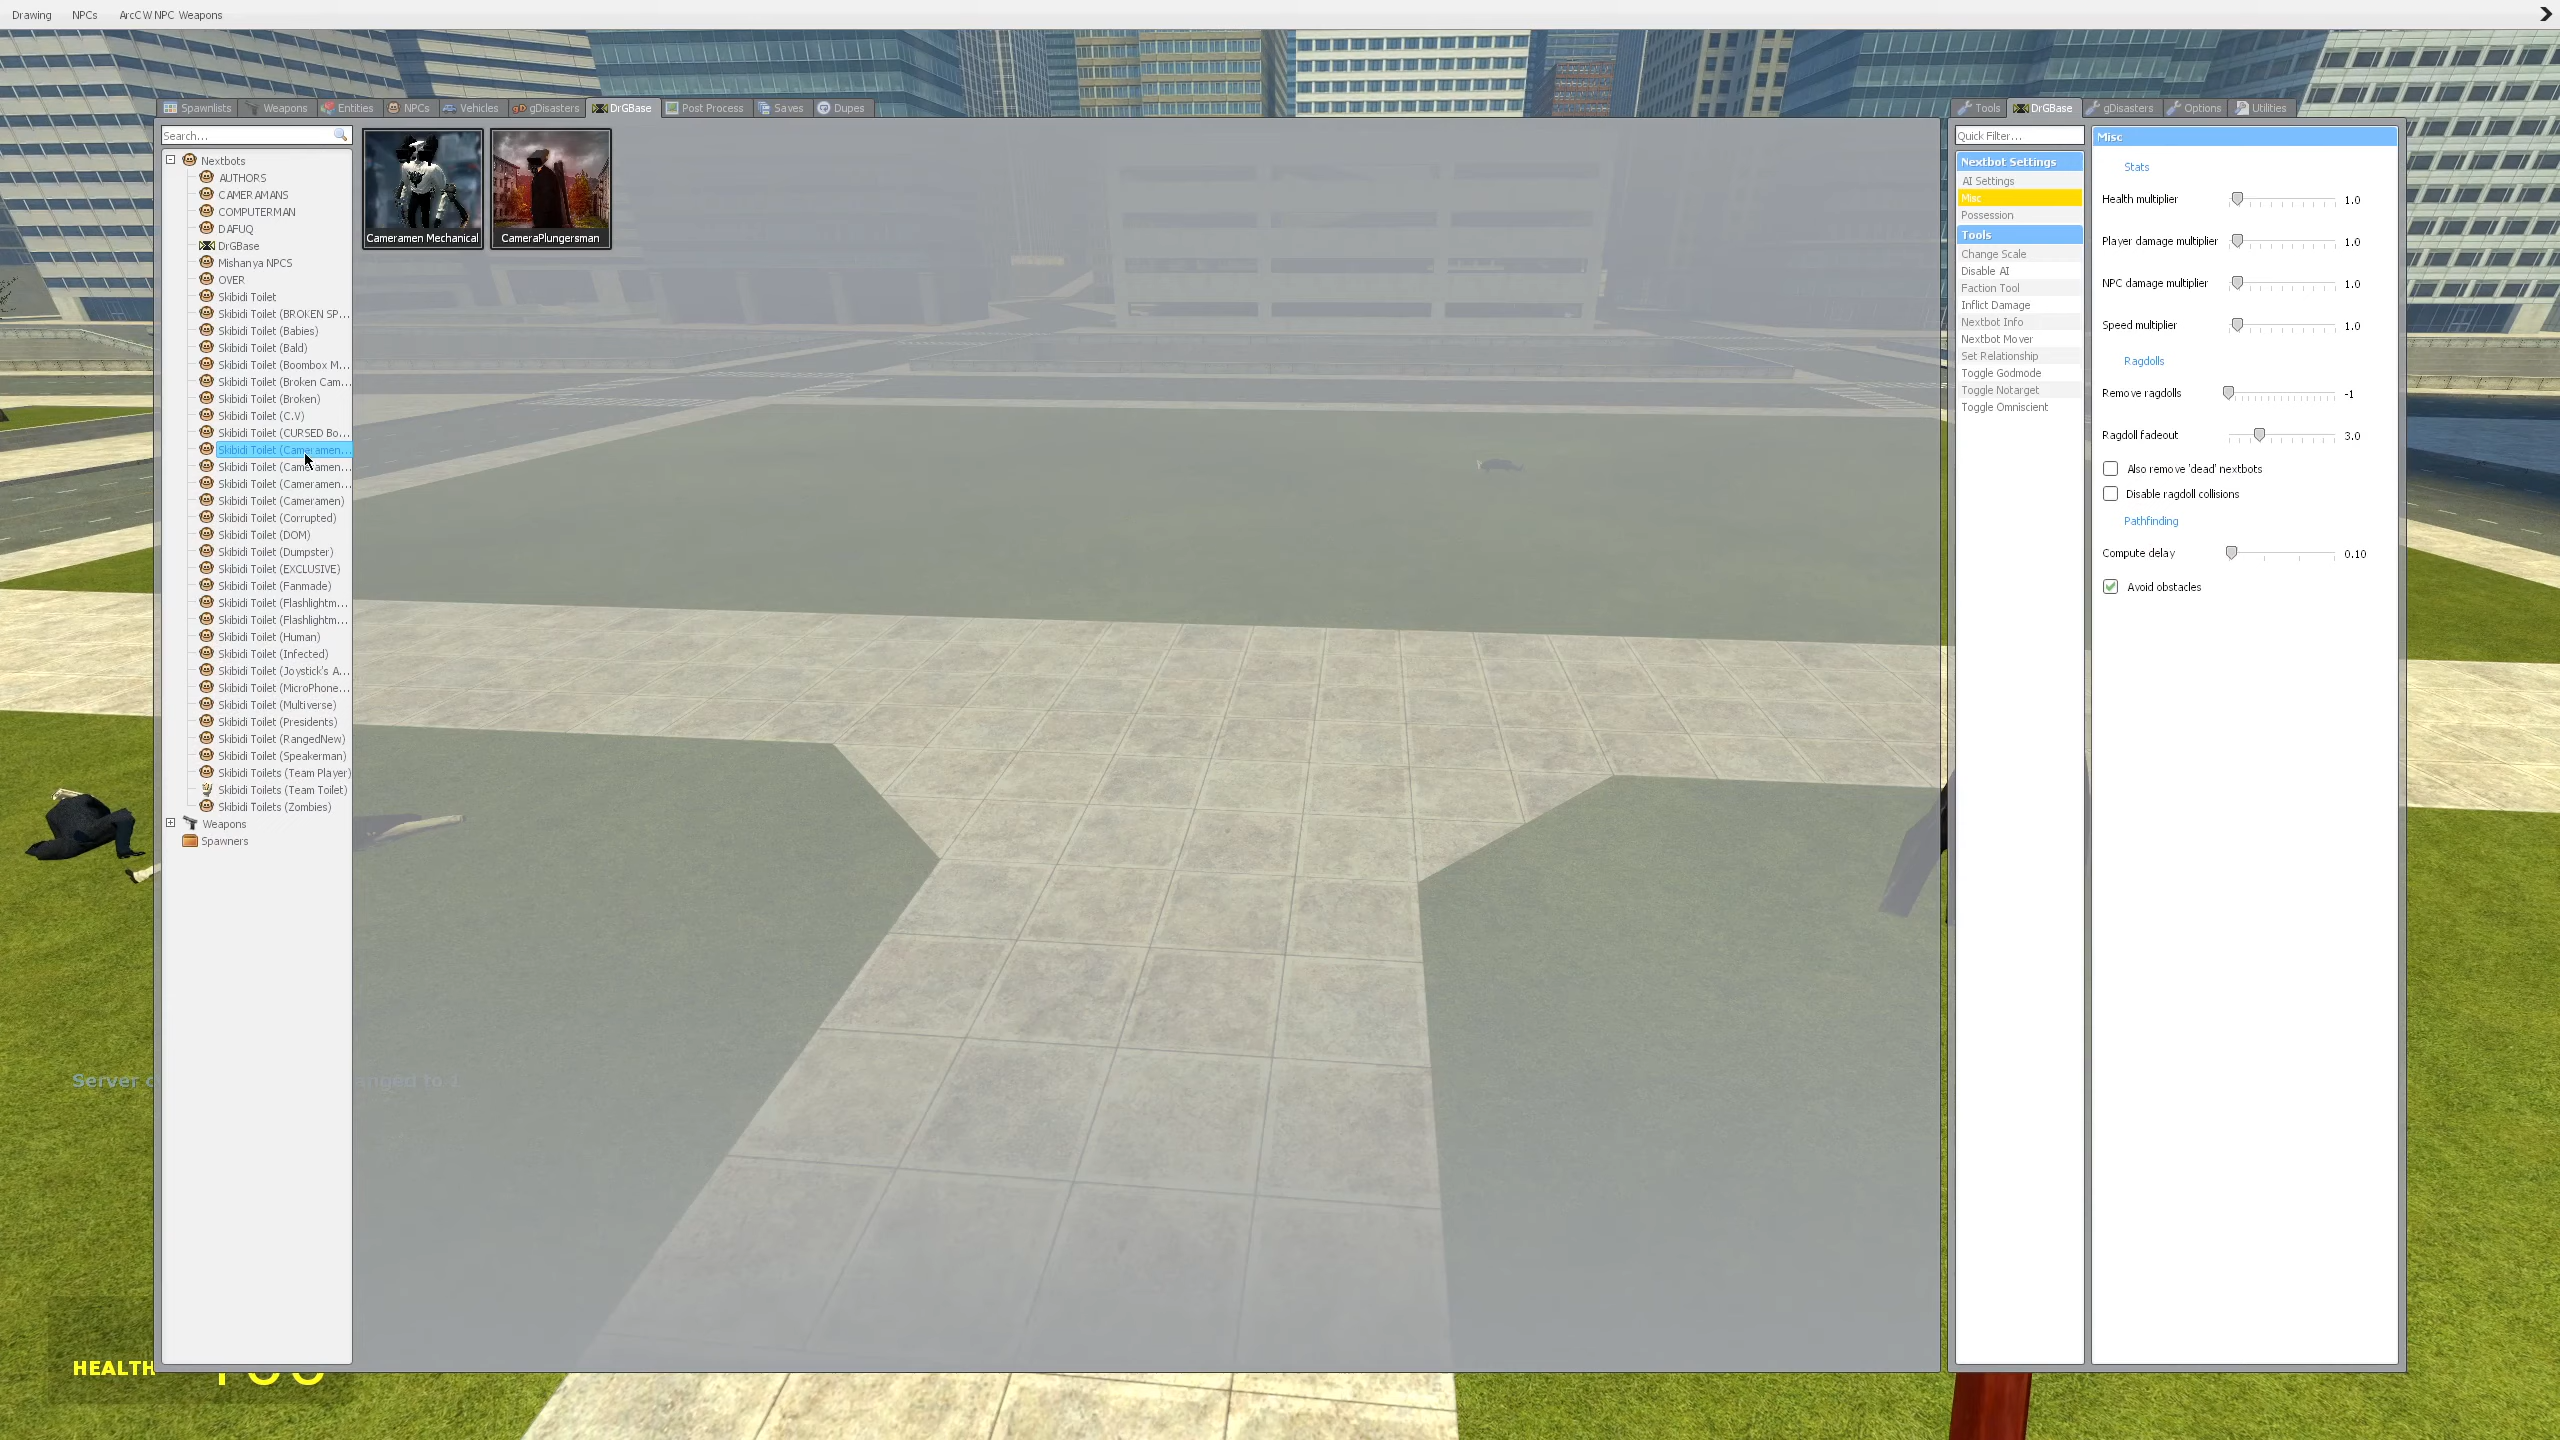 Drawing NPCs ArcCW NPC Weapons
Spawnlists Weapons Entities NPCs Vehicles gDisasters DrGBase Post Process Saves Dupes
Tools DrGBase gDisasters Options Utilities
Search...
Nextbots
AUTHORS
CAMERAMANS
COMPUTERMAN
DAFUQ
DrGBase
Mishanya NPCS
OVER
Skibidi Toilet
Skibidi Toilet (BROKEN SP...
Skibidi Toilet (Babies)
Skibidi Toilet (Bald)
Skibidi Toilet (Boombox M...
Skibidi Toilet (Broken Cam...
Skibidi Toilet (Broken)
Skibidi Toilet (C.V)
Skibidi Toilet (CURSED Bo...
Skibidi Toilet (Cameramen...
Skibidi Toilet (Cameramen...
Skibidi Toilet (Cameramen...
Skibidi Toilet (Cameramen)
Skibidi Toilet (Corrupted)
Skibidi Toilet (DOM)
Skibidi Toilet (Dumpster)
Skibidi Toilet (EXCLUSIVE)
Skibidi Toilet (Fanmade)
Skibidi Toilet (Flashlightm...
Skibidi Toilet (Flashlightm...
Skibidi Toilet (Human)
Skibidi Toilet (Infected)
Skibidi Toilet (Joystick's A...
Skibidi Toilet (MicroPhone...
Skibidi Toilet (Multiverse)
Skibidi Toilet (Presidents)
Skibidi Toilet (RangedNew)
Skibidi Toilet (Speakerman)
Skibidi Toilets (Team Player)
Skibidi Toilets (Team Toilet)
Skibidi Toilets (Zombies)
Weapons
Spawners
Cameramen Mechanical
CameraPlungersman
Quick Filter...
Nextbot Settings
AI Settings
Misc
Possession
Tools
Change Scale
Disable AI
Faction Tool
Inflict Damage
Nextbot Info
Nextbot Mover
Set Relationship
Toggle Godmode
Toggle Notarget
Toggle Omniscient
Misc
Stats
Health multiplier 1.0
Player damage multiplier 1.0
NPC damage multiplier 1.0
Speed multiplier 1.0
Ragdolls
Remove ragdolls -1
Ragdoll fadeout 3.0
Also remove 'dead' nextbots
Disable ragdoll collisions
Pathfinding
Compute delay 0.10
Avoid obstacles
Server
anged to 1
HEALTH